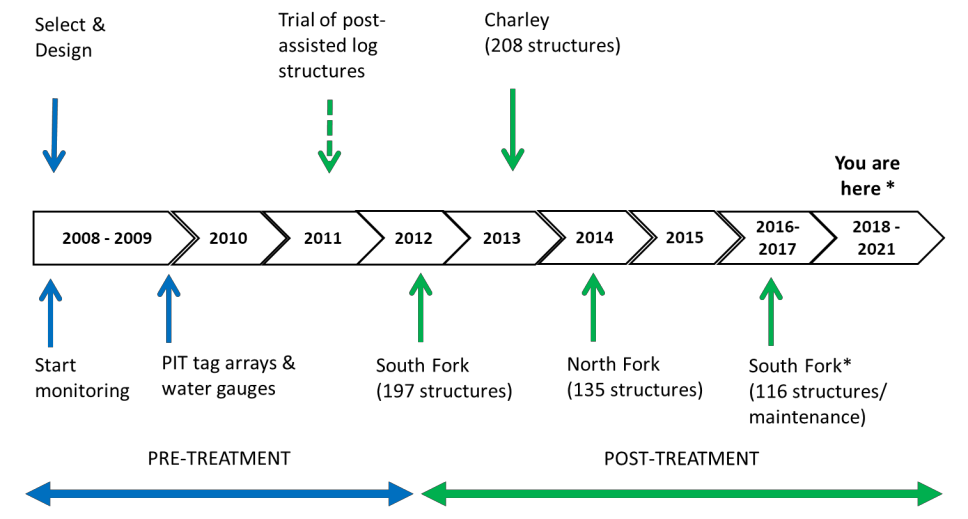 Select &
Design
Trial of post-
assisted log
structures
Charley
(208 structures)
You are
here *
2008 - 2009
2010
2011
2012
2013
2014
2015
2016-
2017
2018 -
2021
Start
monitoring
PIT tag arrays &
water gauges
South Fork
(197 structures)
North Fork
(135 structures)
South Fork*
(116 structures/
maintenance)
PRE-TREATMENT
POST-TREATMENT